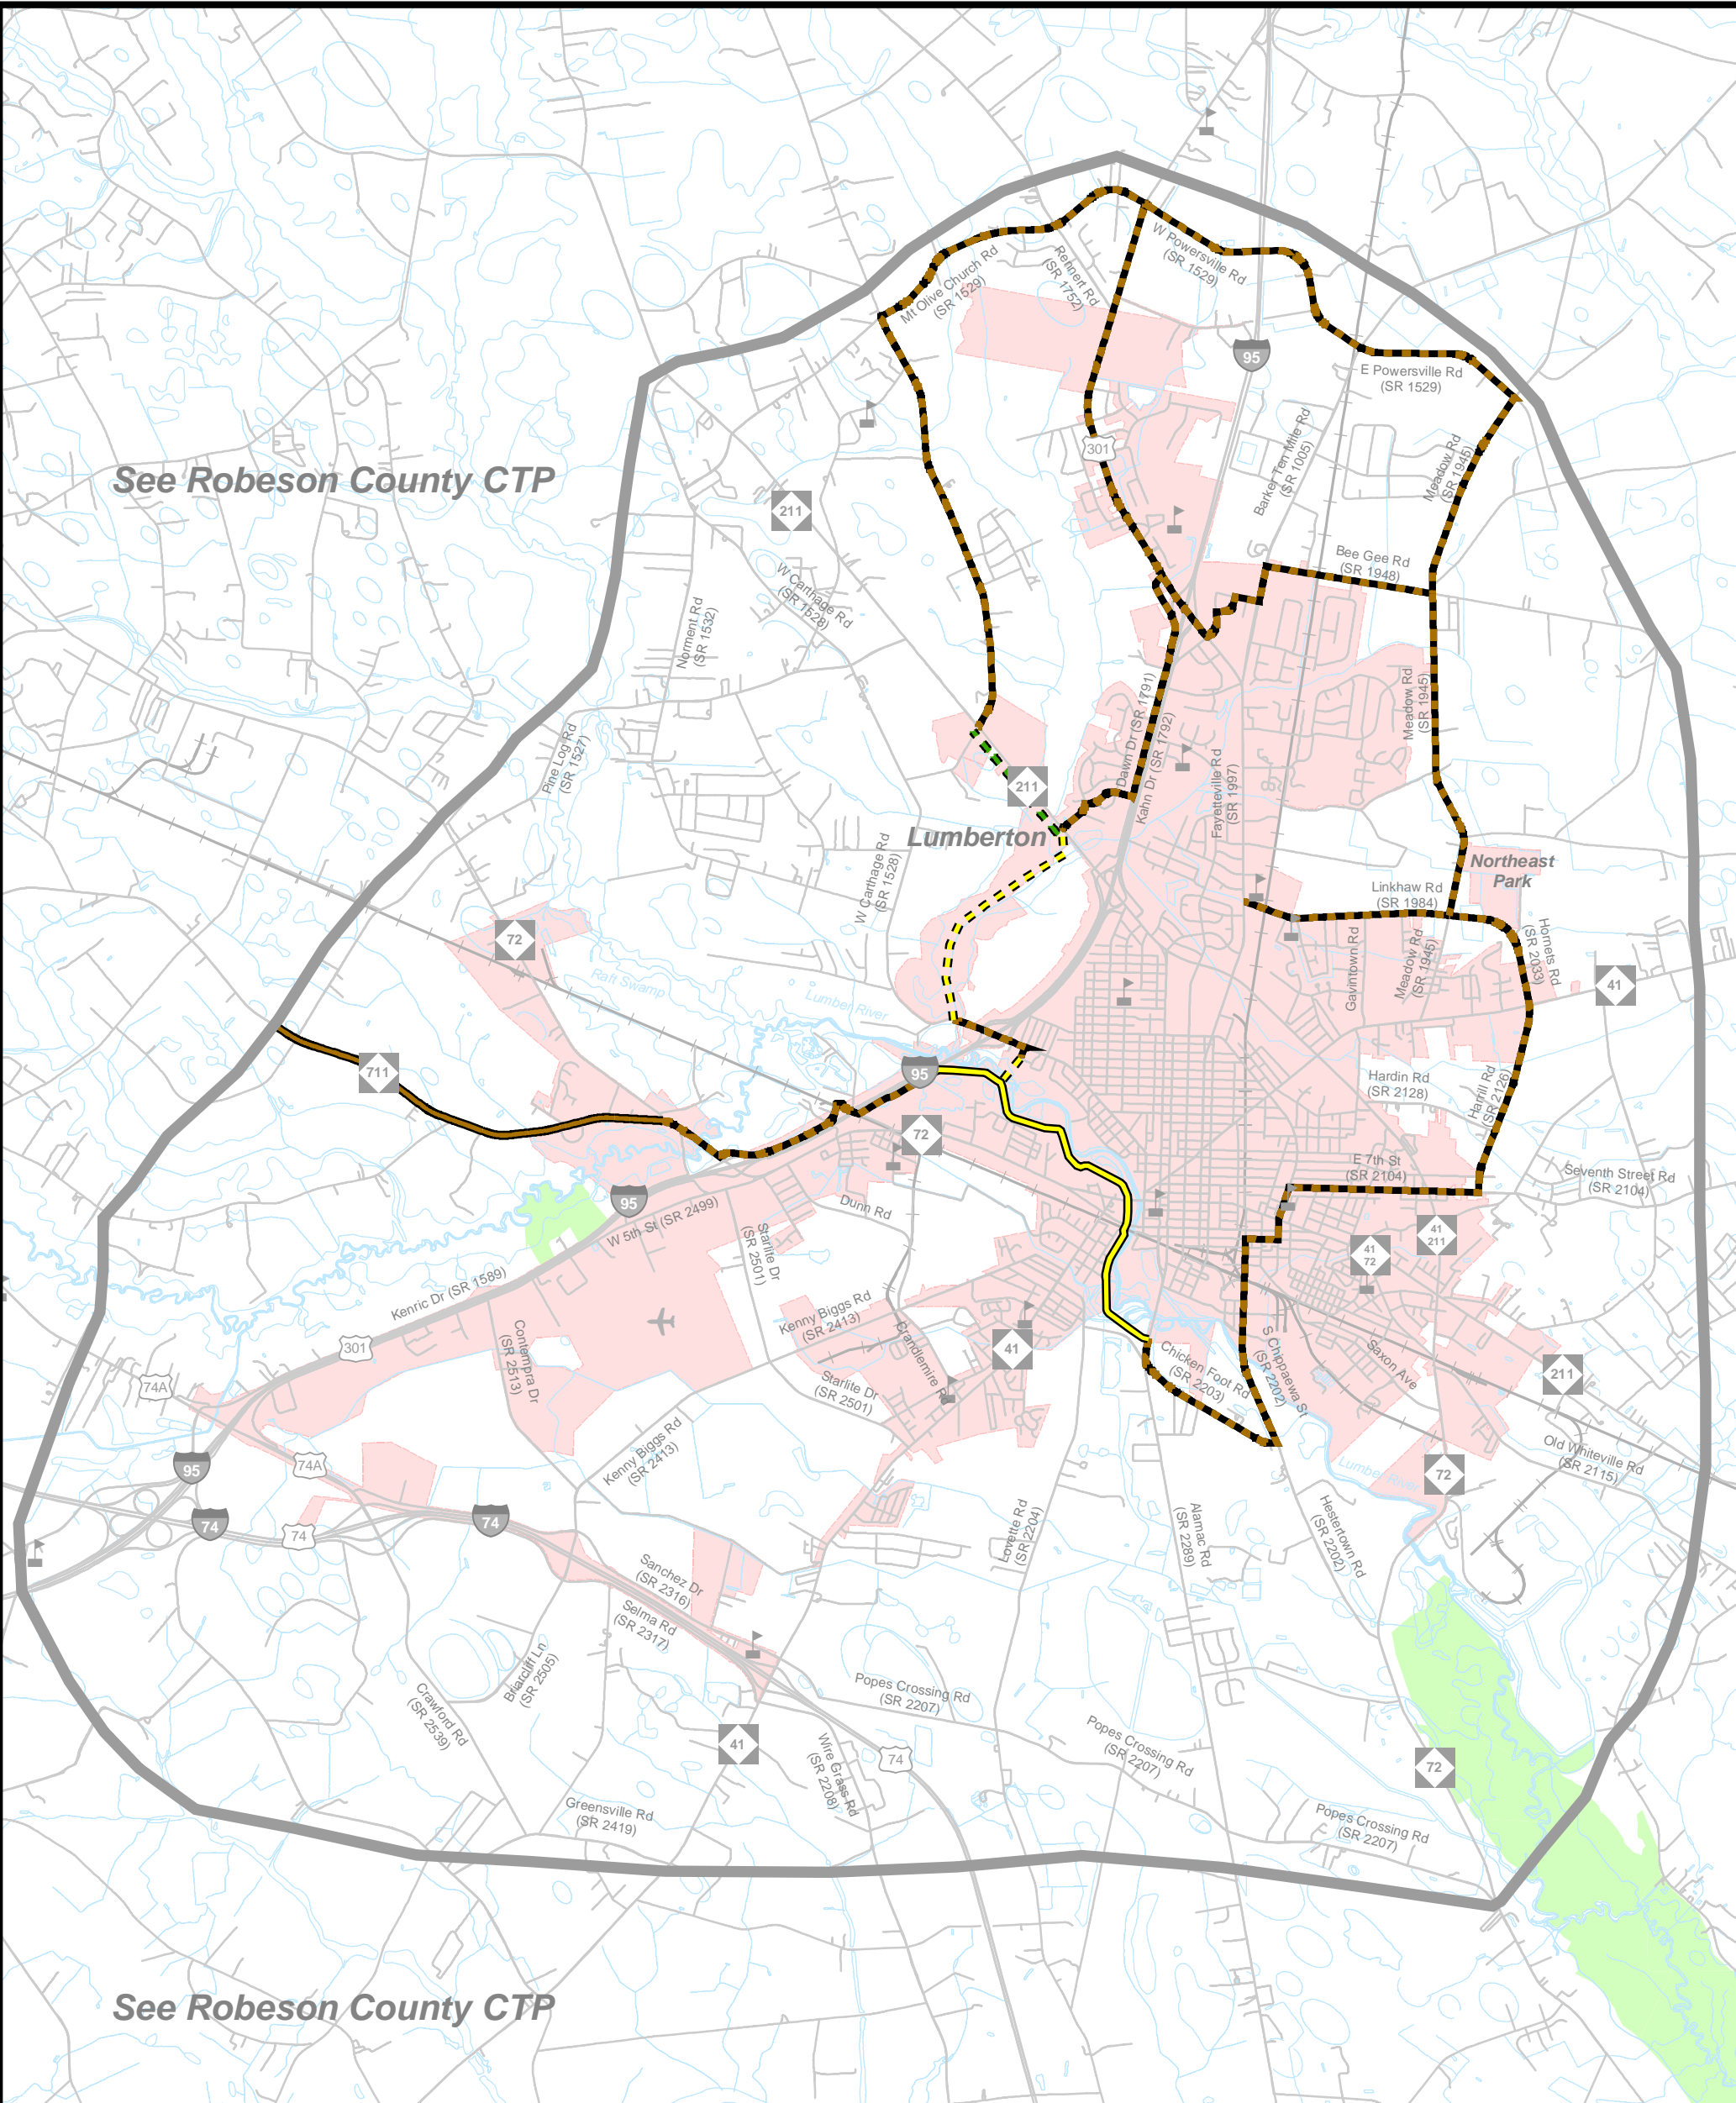 W Powersville Rd
(SR 1529)
Rennert Rd
(SR 1752)
Mt Olive Church Rd
(SR 1529)
95
E Powersville Rd
(SR 1529)
Barker Ten Mile Rd
(SR 1005)
Meadow Rd
(SR 1945)
301
See Robeson County CTP
211
Bee Gee Rd
(SR 1948)
W Carthage Rd
(SR 1528)
Norment Rd
(SR 1532)
Meadow Rd
(SR 1945)
Dawn Dr (SR 1791)
Kahn Dr (SR 1792)
Pine Log Rd
(SR 1527)
Fayetteville Rd
(SR 1997)
211
Lumberton
W Carthage Rd
(SR 1528)
Northeast
Park
Linkhaw Rd
(SR 1984)
72
Gavintown Rd
Meadow Rd
(SR 1945)
Hornets Rd
(SR 2033)
41
Raft Swamp
Lumber River
711
95
Hardin Rd
(SR 2128)
Harrill Rd
(SR 2126)
72
E 7th St
(SR 2104)
Seventh Street Rd
(SR 2104)
95
W 5th St (SR 2499)
Dunn Rd
Starlite Dr
(SR 2501)
41
211
41
72
Kenric Dr (SR 1589)
Kenny Biggs Rd
(SR 2413)
301
Contempra Dr
(SR 2513)
Crandlemire R
41
Chicken Foot Rd
(SR 2203)
S Chippaewa St
(SR 2202)
Saxon Ave
211
74A
Starlite Dr
(SR 2501)
Kenny Biggs Rd
(SR 2413)
Old Whiteville Rd
(SR 2115)
95
74A
Lumber River
72
74
74
74
Lovette Rd
(SR 2204)
Alamac Rd
(SR 2289)
Hestertown Rd
(SR 2202)
Sanchez Dr
(SR 2316)
Selma Rd
(SR 2317)
Briarcliff Ln
(SR 2505)
Crawford Rd
(SR 2539)
Popes Crossing Rd
(SR 2207)
41
Wire Grass Rd
(SR 2208)
74
Popes Crossing Rd
(SR 2207)
72
Greensville Rd
(SR 2419)
Popes Crossing Rd
(SR 2207)
See Robeson County CTP